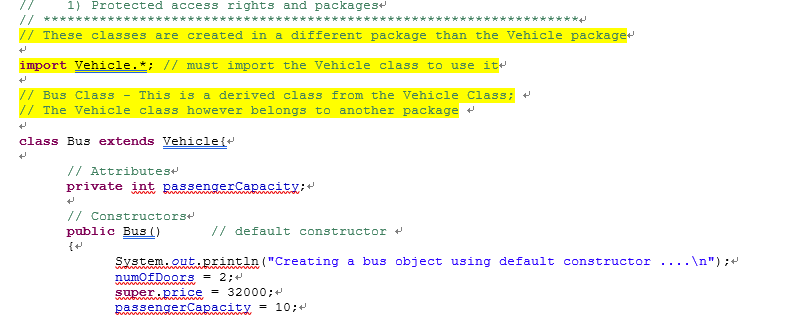 //    1) Protected access rights and packages
// ******************************************************************
// These classes are created in a different package than the Vehicle package
import Vehicle.*; // must import the Vehicle class to use it
// Bus Class – This is a derived class from the Vehicle Class;
// The Vehicle class however belongs to another package
class Bus extends Vehicle{
// Attributes
private int passengerCapacity;
// Constructors
public Bus()      // default constructor
{
System.out.println("Creating a bus object using default constructor ....\n");
numOfDoors = 2;
super.price = 32000;
passengerCapacity = 10;